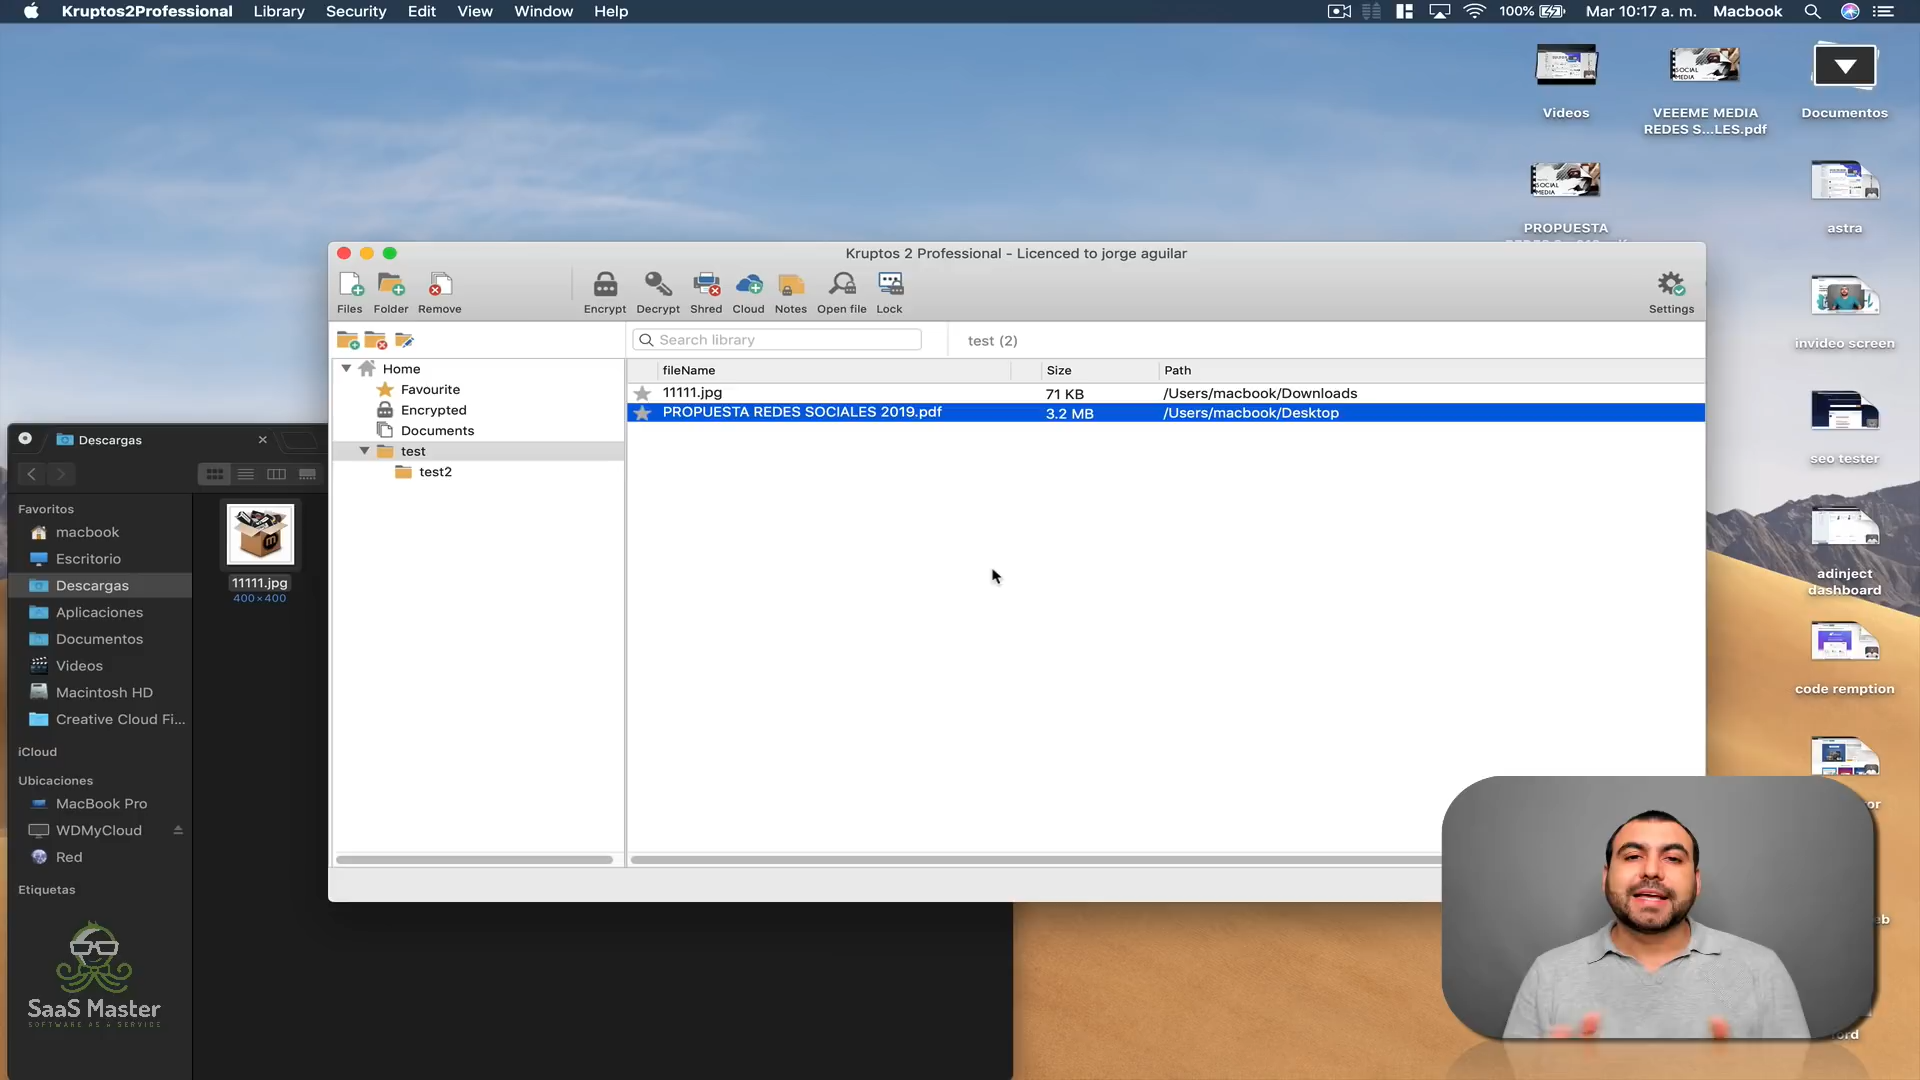 Kruptos2Professional Library Security Edit View Window Help
100% Mar 10:17 a. m. Macbook
Videos
VEEEME MEDIA
REDES S...LES.pdf
Documentos
SOCIAL
MEDIA
PROPUESTA
astra
invideo screen
seo tester
adinject
dashboard
code remption
Kruptos 2 Professional - Licenced to jorge aguilar
Files Folder Remove Encrypt Decrypt Shred Cloud Notes Open file Lock Settings
Search library
test (2)
Home
Favourite
Encrypted
Documents
test
test2
fileName Size Path
11111.jpg 71 KB /Users/macbook/Downloads
PROPUESTA REDES SOCIALES 2019.pdf 3.2 MB /Users/macbook/Desktop
Descargas
Favoritos
macbook
Escritorio
Descargas
Aplicaciones
Documentos
Videos
Macintosh HD
Creative Cloud Fi...
iCloud
Ubicaciones
MacBook Pro
WDMyCloud
Red
Etiquetas
11111.jpg
400×400
SaaS Master
SOFTWARE AS A SERVICE